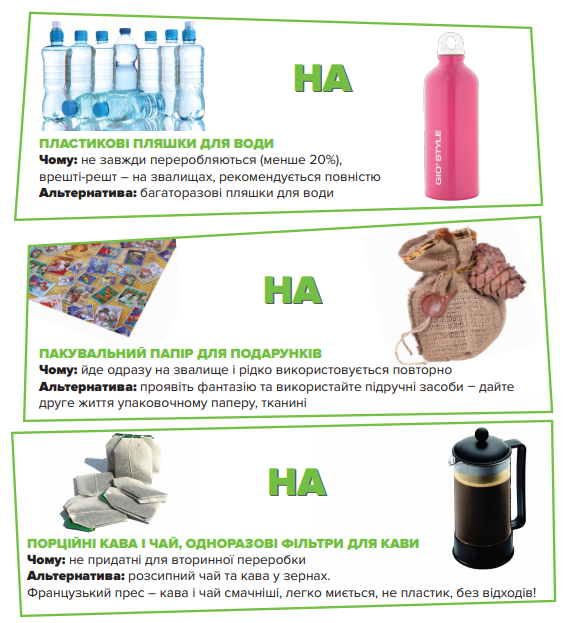 НА
GIO' STYLE
ПЛАСТИКОВІ ПЛЯШКИ ДЛЯ ВОДИ
Чому: не завжди переробляються (менше 20%),
врешті-решт – на звалищах, рекомендується повністю
Альтернатива: багаторазові пляшки для води
НА
ПАКУВАЛЬНИЙ ПАПІР ДЛЯ ПОДАРУНКІВ
Чому: йде одразу на звалище і рідко використовується повторно
Альтернатива: проявіть фантазію та використайте підручні засоби – дайте
друге життя упаковочному паперу, тканині
НА
ПОРЦІЙНІ КАВА І ЧАЙ, ОДНОРАЗОВІ ФІЛЬТРИ ДЛЯ КАВИ
Чому: не придатні для вторинної переробки
Альтернатива: розсипний чай та кава у зернах.
Французький прес – кава і чай смачніші, легко миється, не пластик, без відходів!